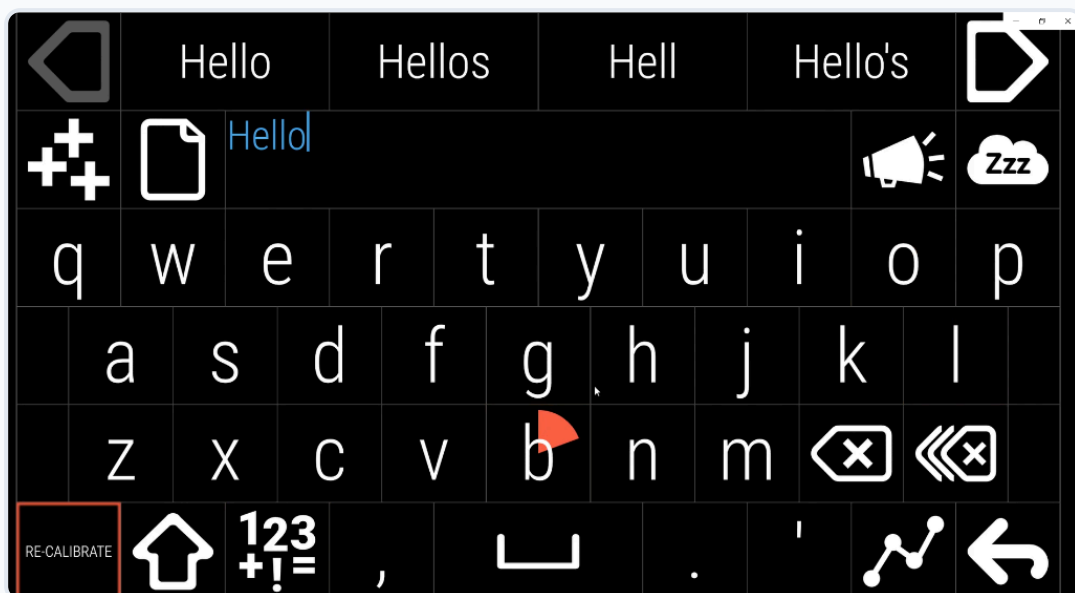 Hello Hellos Hell Hello's
Hello Zzz
q w e r t y u i o p
a s d f g h j k l
z x c v b n m
RE-CALIBRATE 123 , . '
+!=